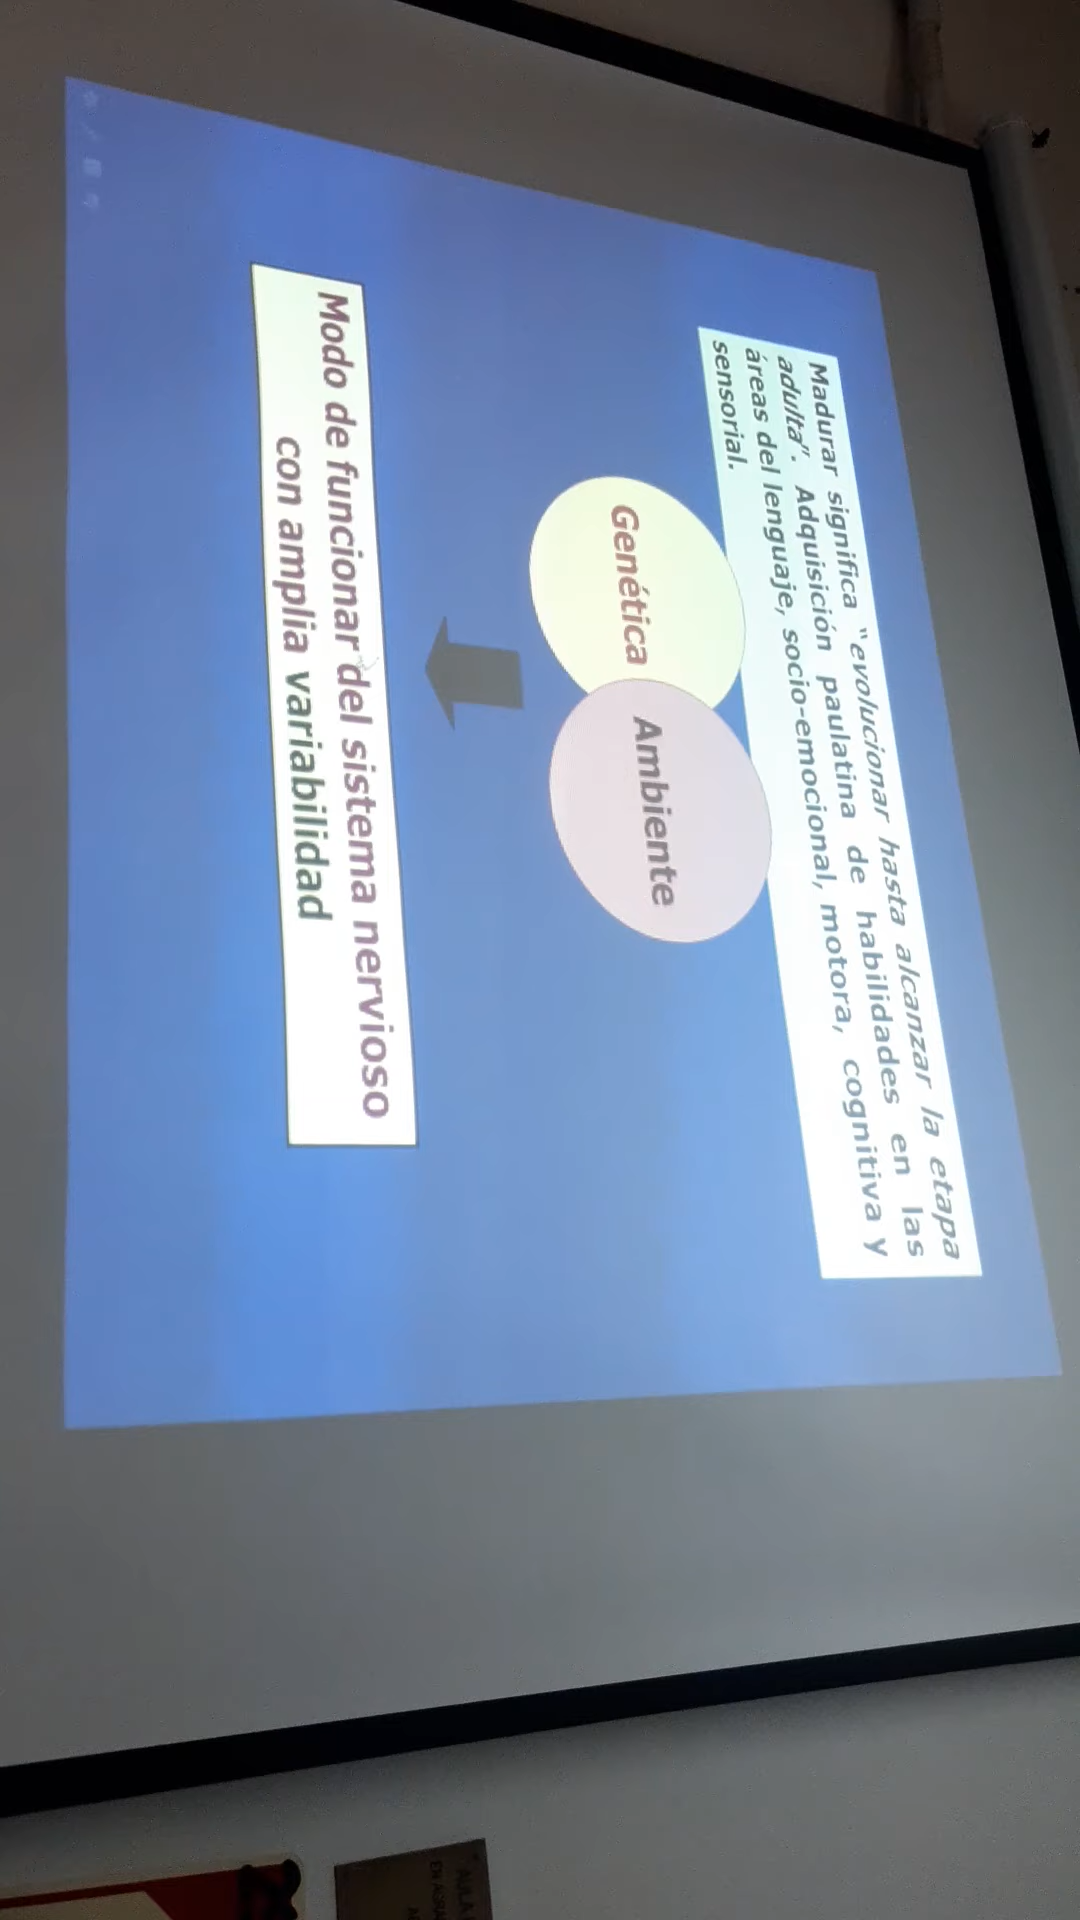 Madurar significa "evolucionar hasta alcanzar la etapa
adulta". Adquisición paulatina de habilidades en las
áreas del lenguaje, socio-emocional, motora, cognitiva y
sensorial.
Genética
Ambiente
Modo de funcionar del sistema nervioso
con amplia variabilidad
AULA